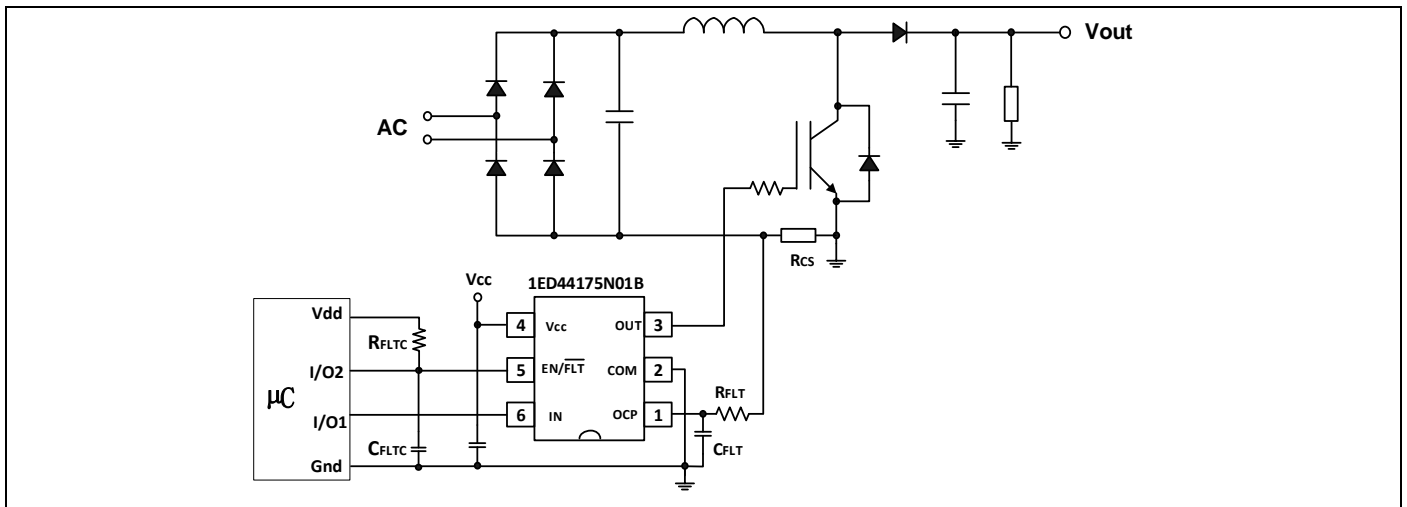 Vout
AC
RCS
Vcc
1ED44175N01B
Vdd
RFLTC
I/O2
μC
I/O1
CFLTC
Gnd
4 Vcc OUT 3
5 EN/FLT COM 2
6 IN OCP 1
RFLT
CFLT